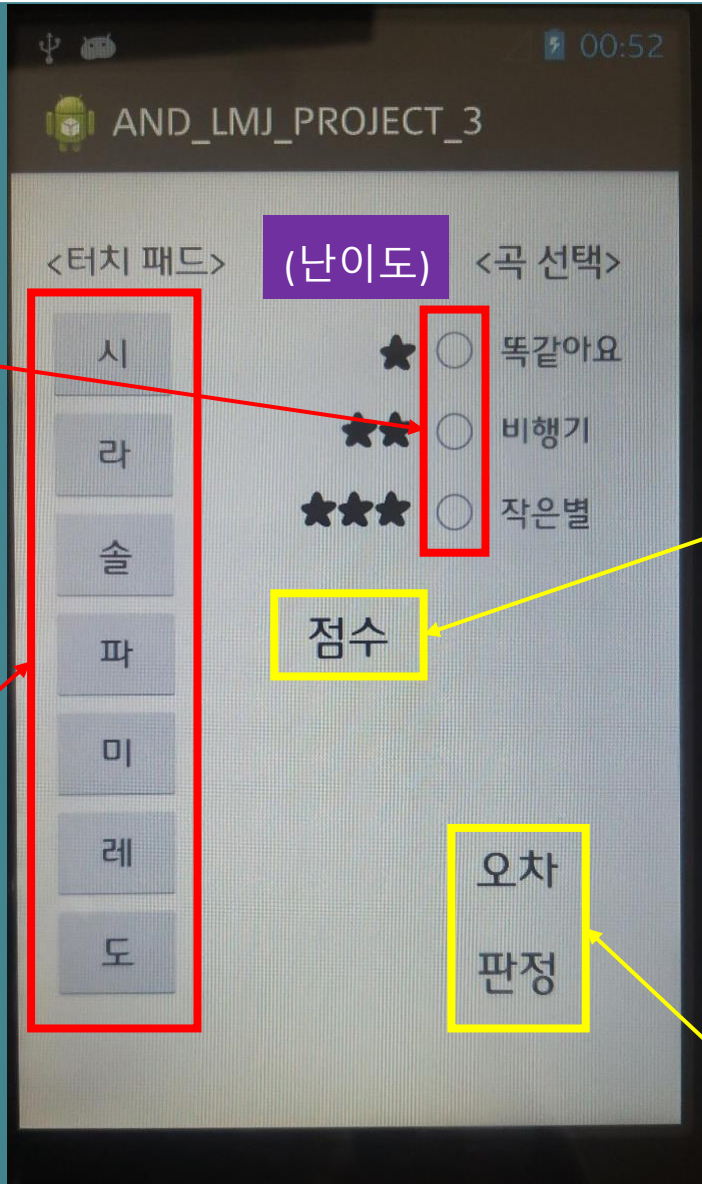 00:52
AND_LMJ_PROJECT_3
<터치 패드> (난이도) <곡 선택>
시
라
솔
파
미
레
도
★ 똑같아요
★★ 비행기
★★★ 작은별
점수
오차
판정